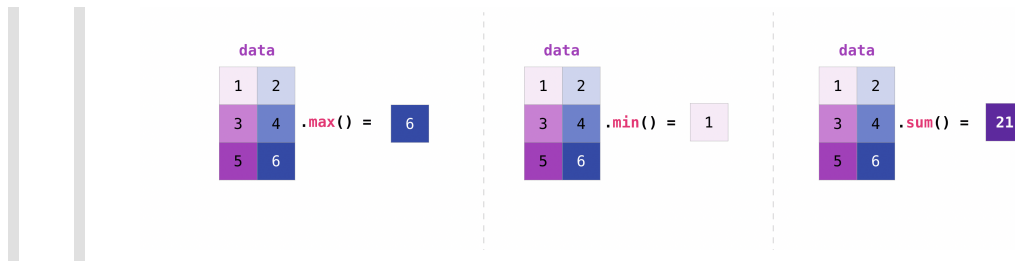 data
1 2
3 4 .max() = 6
5 6
data
1 2
3 4 .min() = 1
5 6
data
1 2
3 4 .sum() = 21
5 6